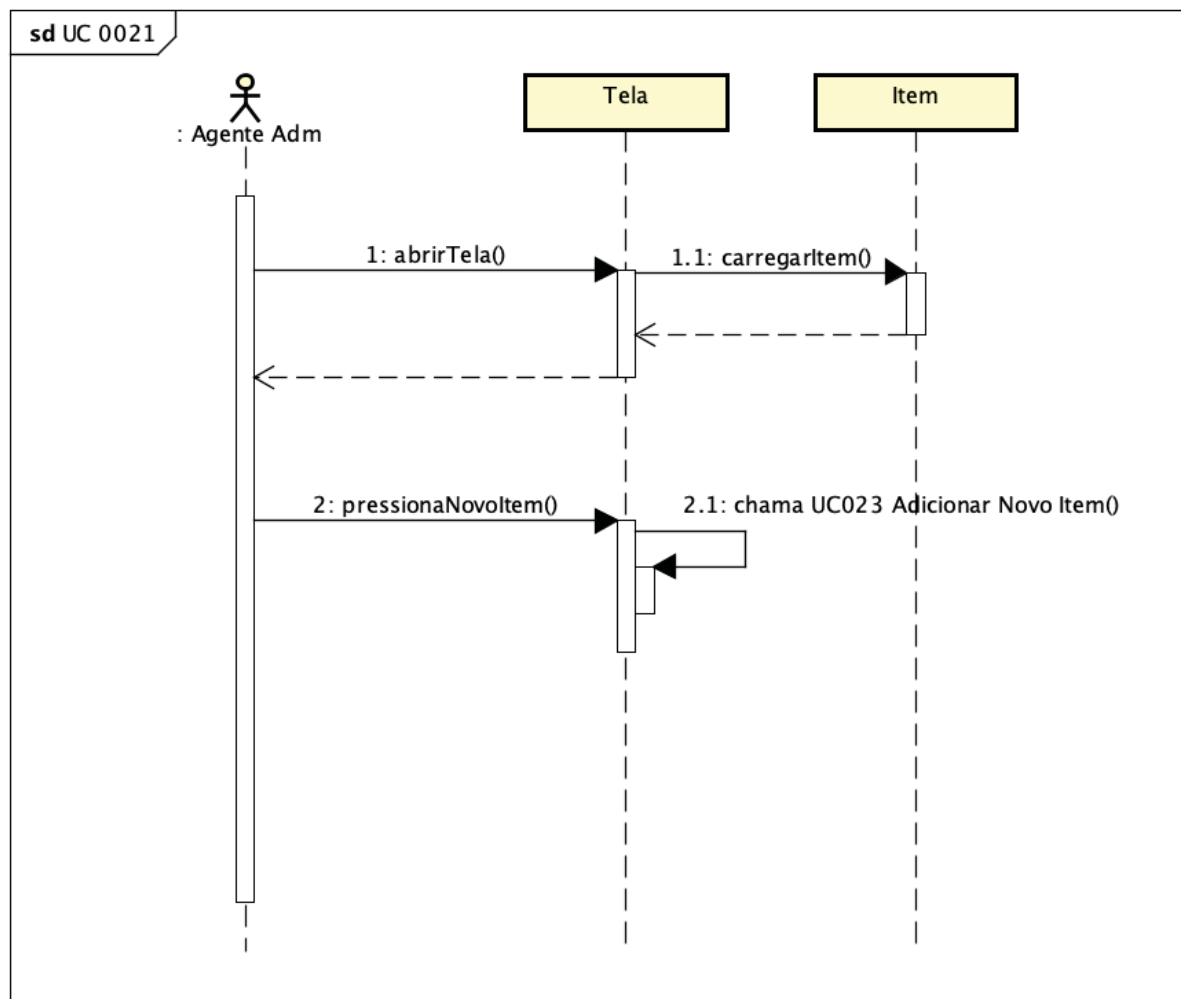 sd UC 0021
: Agente Adm
Tela
Item
1: abrirTela()
1.1: carregarItem()
2: pressionaNovoItem()
2.1: chama UC023 Adicionar Novo Item()